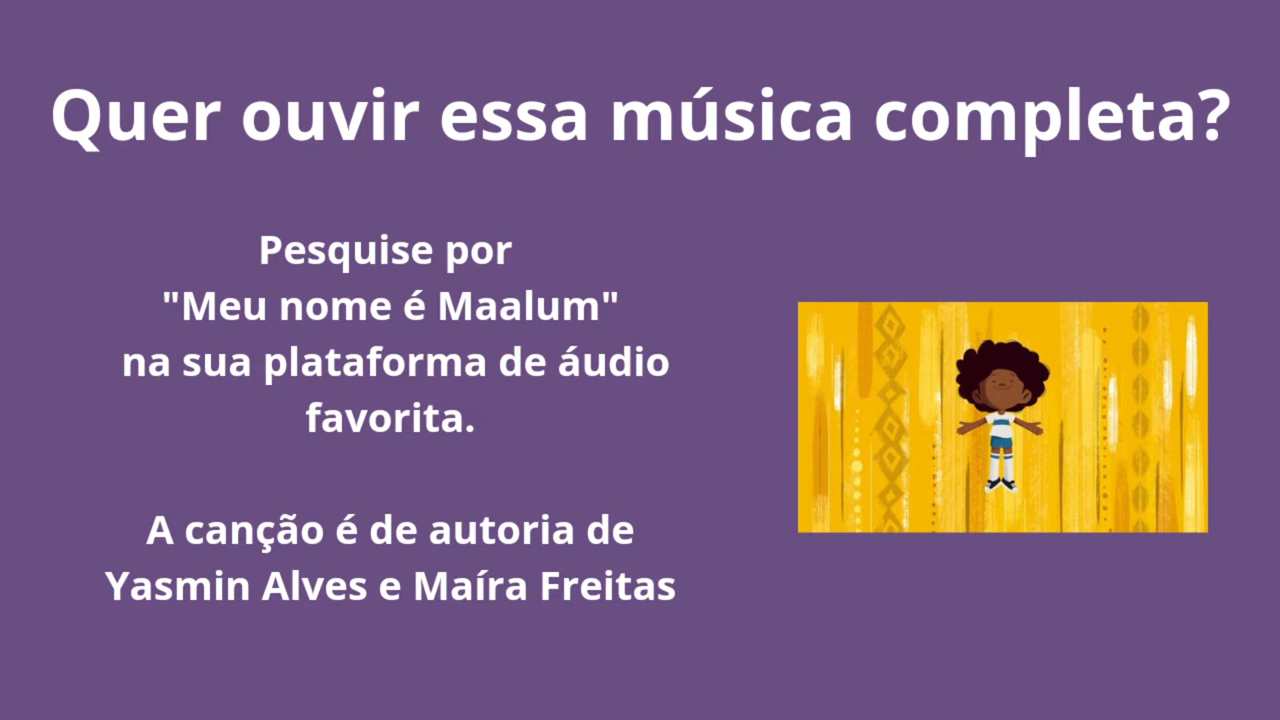 Quer ouvir essa música completa?
Pesquise por
"Meu nome é Maalum"
na sua plataforma de áudio
favorita.
A canção é de autoria de
Yasmin Alves e Maíra Freitas